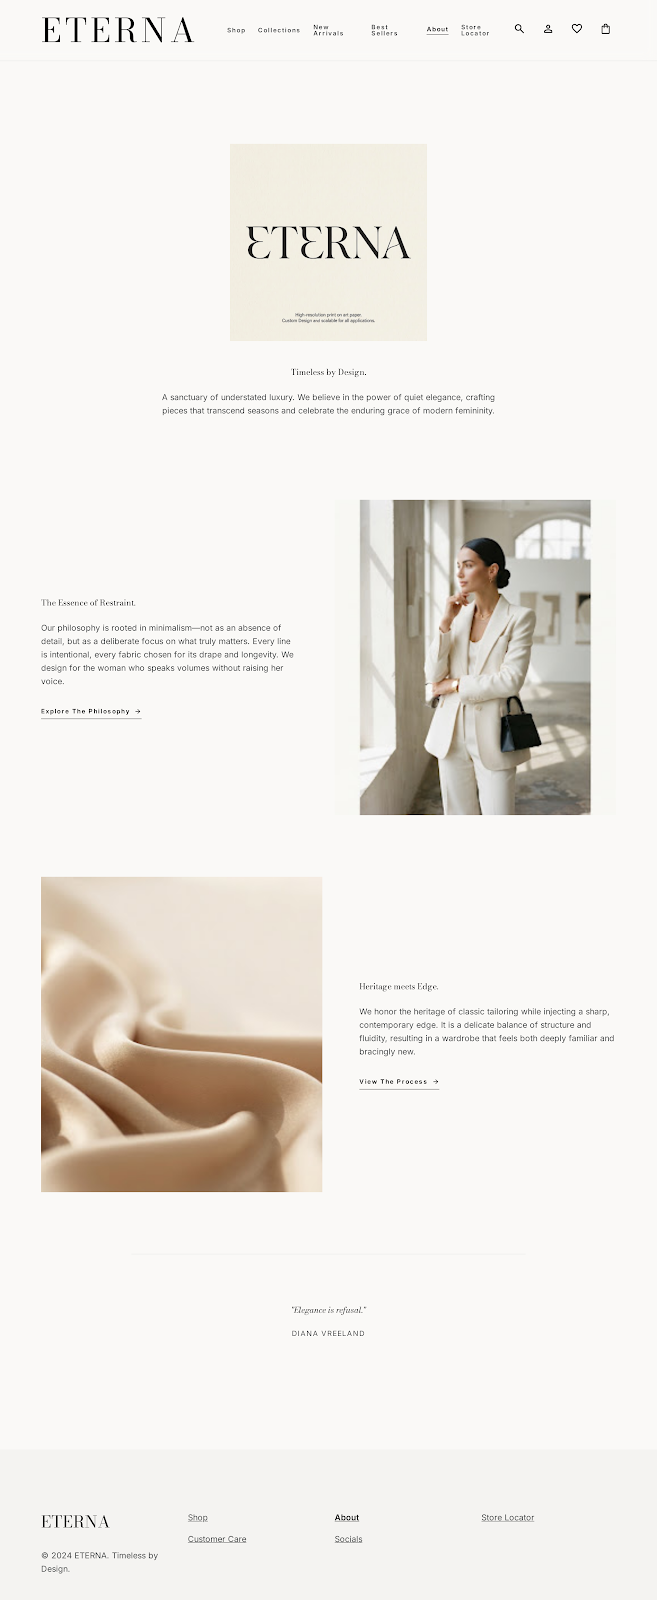 ETERNA
Shop
Collections
New
Arrivals
Best
Sellers
About
Store
Locator
ETERNA
High-resolution print on art paper.
Custom Design and scalable for all applications.
Timeless by Design.
A sanctuary of understated luxury. We believe in the power of quiet elegance, crafting
pieces that transcend seasons and celebrate the enduring grace of modern femininity.
The Essence of Restraint.
Our philosophy is rooted in minimalism—not as an absence of
detail, but as a deliberate focus on what truly matters. Every line
is intentional, every fabric chosen for its drape and longevity. We
design for the woman who speaks volumes without raising her
voice.
Explore The Philosophy →
Heritage meets Edge.
We honor the heritage of classic tailoring while injecting a sharp,
contemporary edge. It is a delicate balance of structure and
fluidity, resulting in a wardrobe that feels both deeply familiar and
bracingly new.
View The Process →
"Elegance is refusal."
DIANA VREELAND
ETERNA
© 2024 ETERNA. Timeless by
Design.
Shop
Customer Care
About
Socials
Store Locator